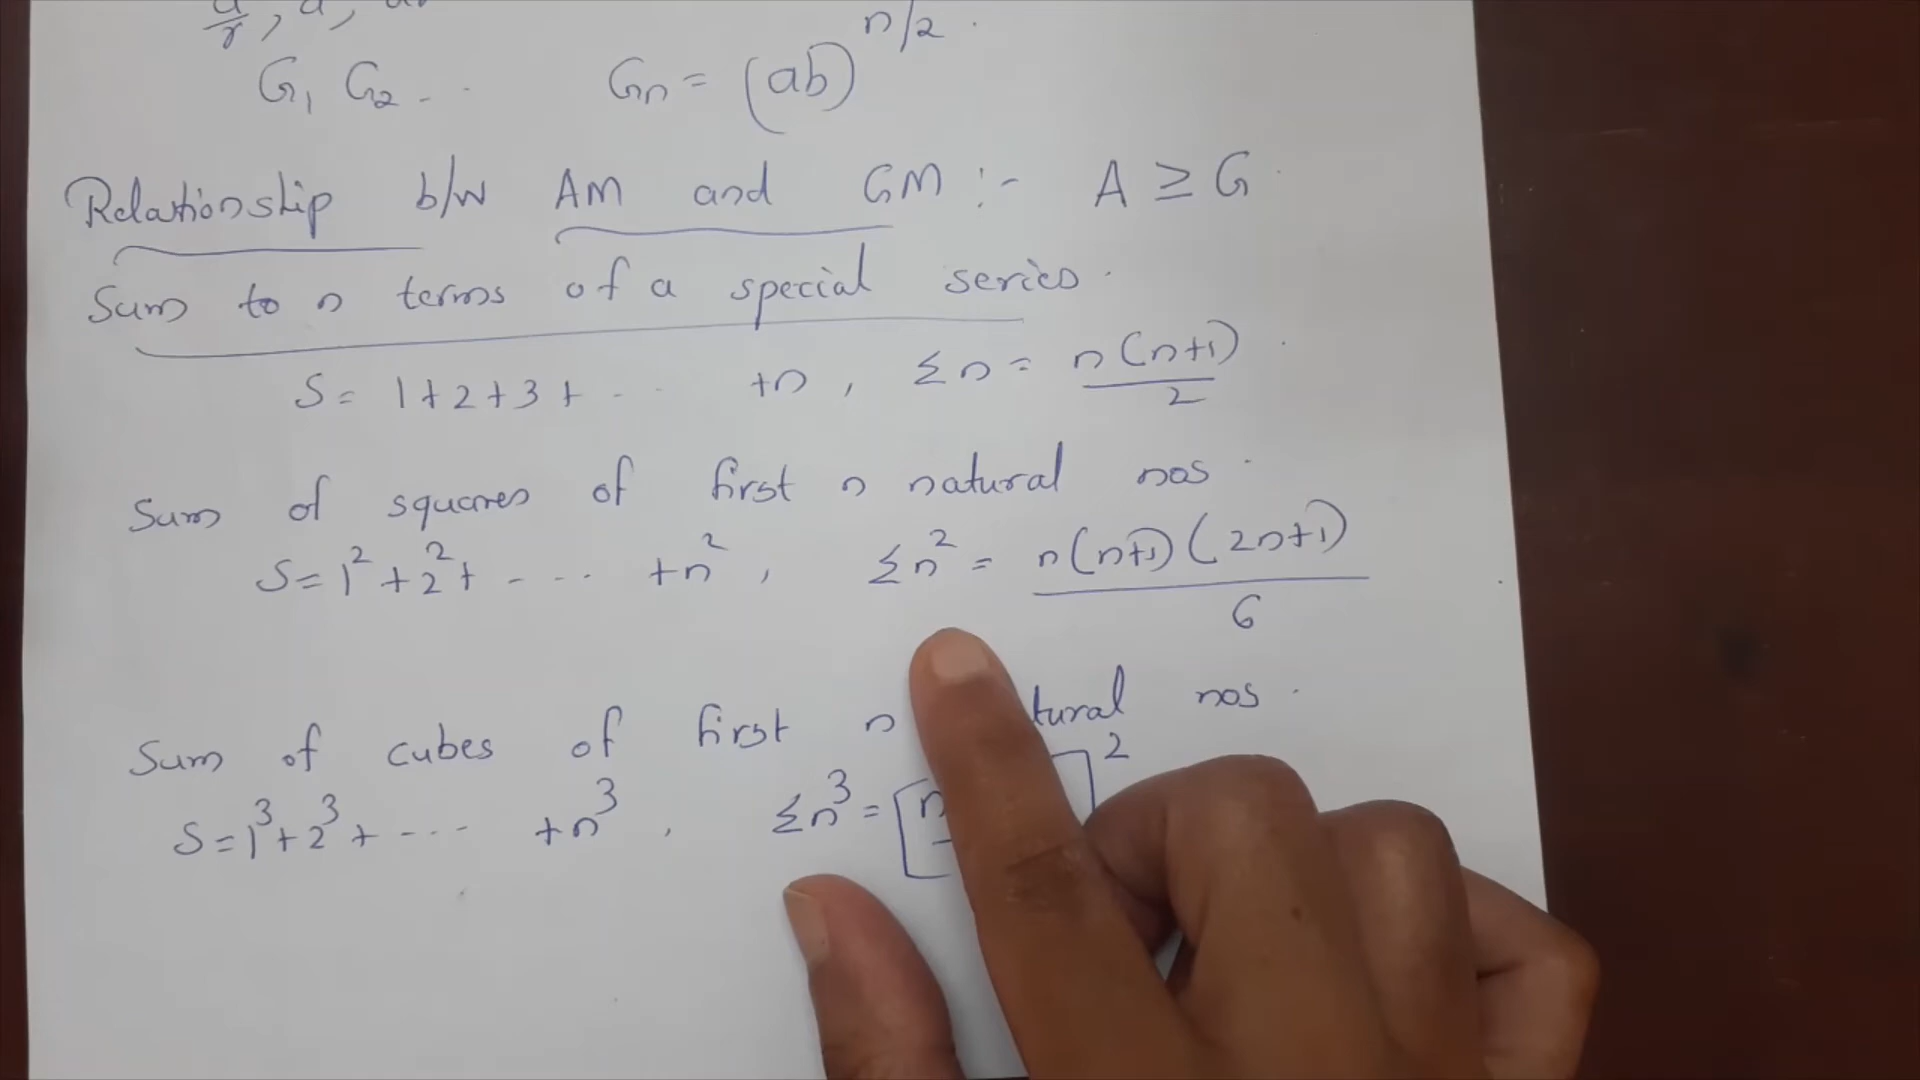 G₁ G₂ . . Gn = (ab)^n/2 .
Relationship b/w AM and GM :- A ≥ G .
Sum to n terms of a special series .
S = 1+2+3+ . . . +n , Σn = n(n+1)/2 .
Sum of squares of first n natural nos .
S = 1²+2²+ - - - - +n² , Σn² = n(n+1)(2n+1)/6
Sum of cubes of first n tural nos .
S = 1³+2³+ - - - +n³ , Σn³ = [n ]²